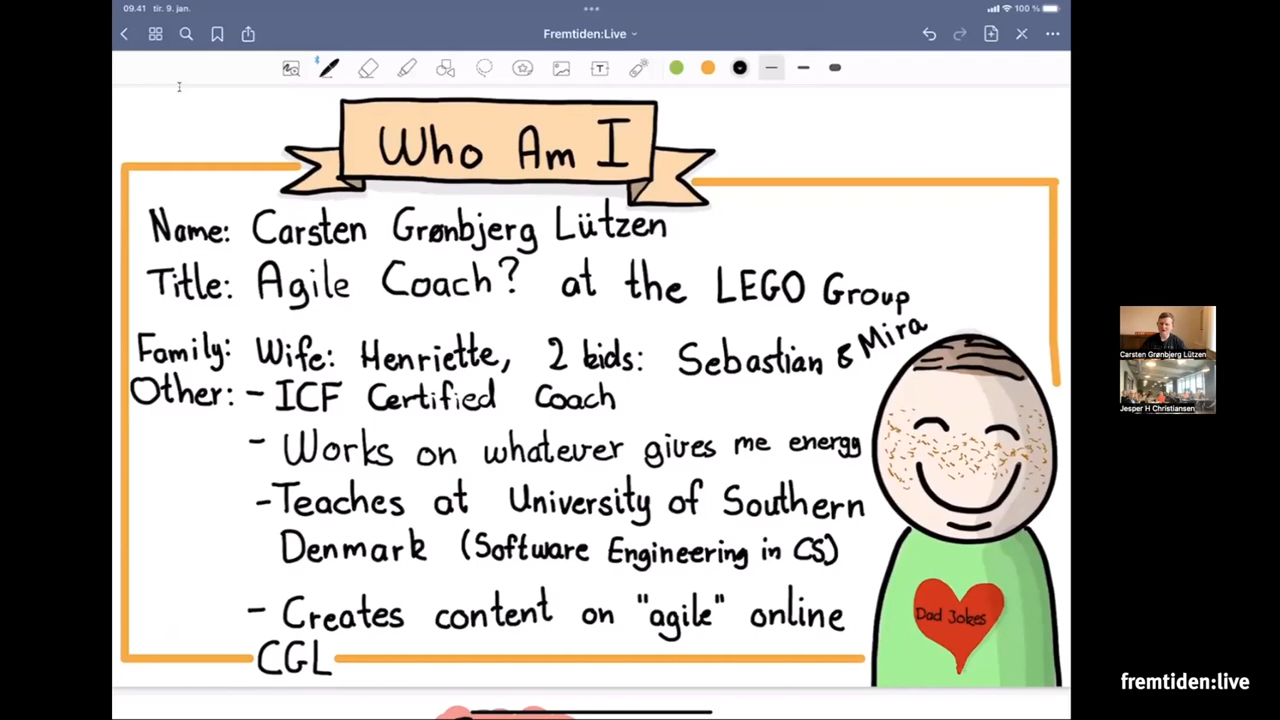 09.41 tir. 9. jan.
100 %
Fremtiden:Live
Who Am I
Name: Carsten Grønbjerg Lützen
Title: Agile Coach? at the LEGO Group
Family: Wife: Henriette, 2 kids: Sebastian & Mira
Other: - ICF Certified Coach
- Works on whatever gives me energy
- Teaches at University of Southern
Denmark (Software Engineering in CS)
- Creates content on "agile" online
CGL
Dad Jokes
Carsten Grønbjerg Lützen
Jesper H Christiansen
fremtiden:live